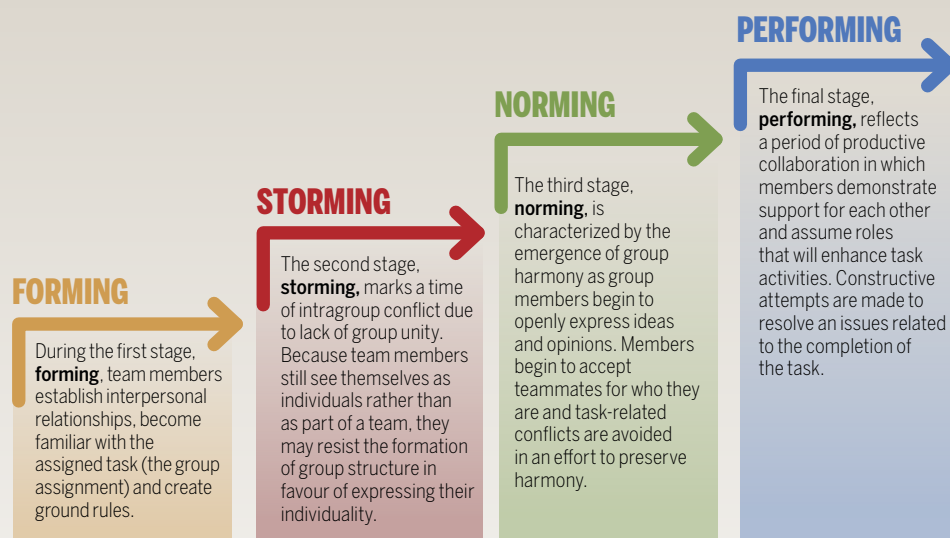 FORMING
During the first stage,
forming, team members
establish interpersonal
relationships, become
familiar with the
assigned task (the group
assignment) and create
ground rules.
STORMING
The second stage,
storming, marks a time
of intragroup conflict due
to lack of group unity.
Because team members
still see themselves as
individuals rather than
as part of a team, they
may resist the formation
of group structure in
favour of expressing their
individuality.
NORMING
The third stage,
norming, is
characterized by the
emergence of group
harmony as group
members begin to
openly express ideas
and opinions. Members
begin to accept
teammates for who they
are and task-related
conflicts are avoided
in an effort to preserve
harmony.
PERFORMING
The final stage,
performing, reflects
a period of productive
collaboration in which
members demonstrate
support for each other
and assume roles
that will enhance task
activities. Constructive
attempts are made to
resolve an issues related
to the completion of
the task.